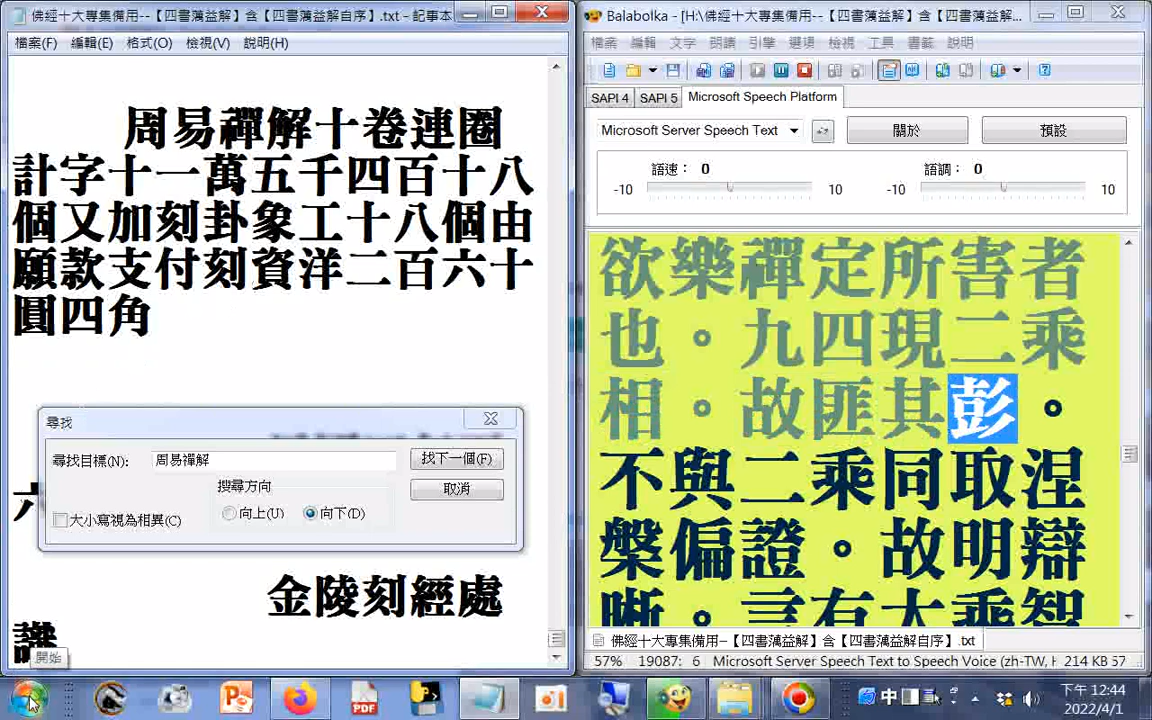 佛經十大專集備用--【四書蕅益解】含【四書蕅益解自序】.txt - 記事本
檔案(F) 編輯(E) 格式(O) 檢視(V) 說明(H)
周易禪解十卷連圈
計字十一萬五千四百十八
個又加刻卦象工十八個由
願款支付刻資洋二百六十
圓四角
尋找
尋找目標(N): 周易禪解 找下一個(F)
搜尋方向 取消
大小寫視為相異(C) 向上(U) 向下(D)
金陵刻經處
識
開始
Balabolka - [H:\佛經十大專集備用--【四書蕅益解】含【四書蕅益解自序】.txt...
檔案 編輯 文字 朗讀 引擎 選項 檢視 工具 書籤 說明
SAPI 4 SAPI 5 Microsoft Speech Platform
Microsoft Server Speech Text 關於 預設
語速: 0 語調: 0
-10 10 -10 10
欲樂禪定所害者
也。九四現二乘
相。故匪其彭。
不與二乘同取涅
槃偏證。故明辯
晰。言有大乘智
佛經十大專集備用--【四書蕅益解】含【四書蕅益解自序】.txt
57% 19087: 6 Microsoft Server Speech Text to Speech Voice (zh-TW, H 214 KB 57
中 下午 12:44
2022/4/1